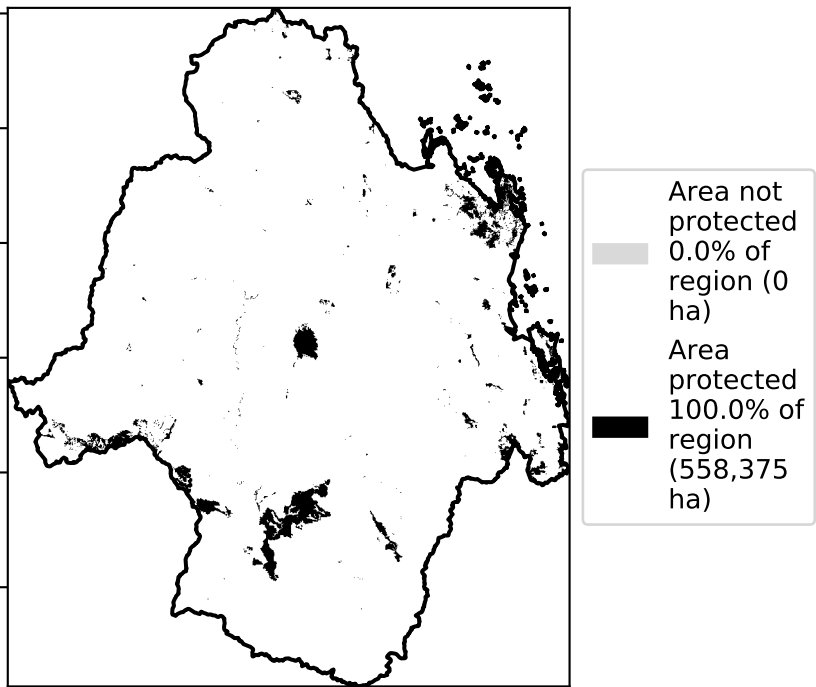 Area not
protected
0.0% of
region (0
ha)
Area
protected
100.0% of
region
(558,375
ha)